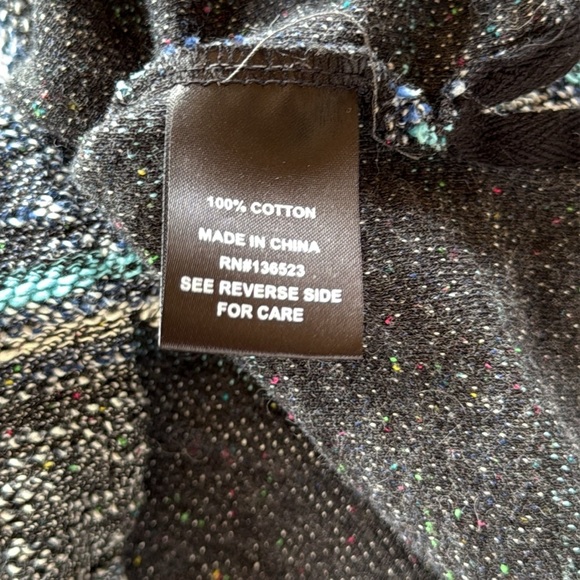 100% COTTON
MADE IN CHINA
RN#136523
SEE REVERSE SIDE
FOR CARE